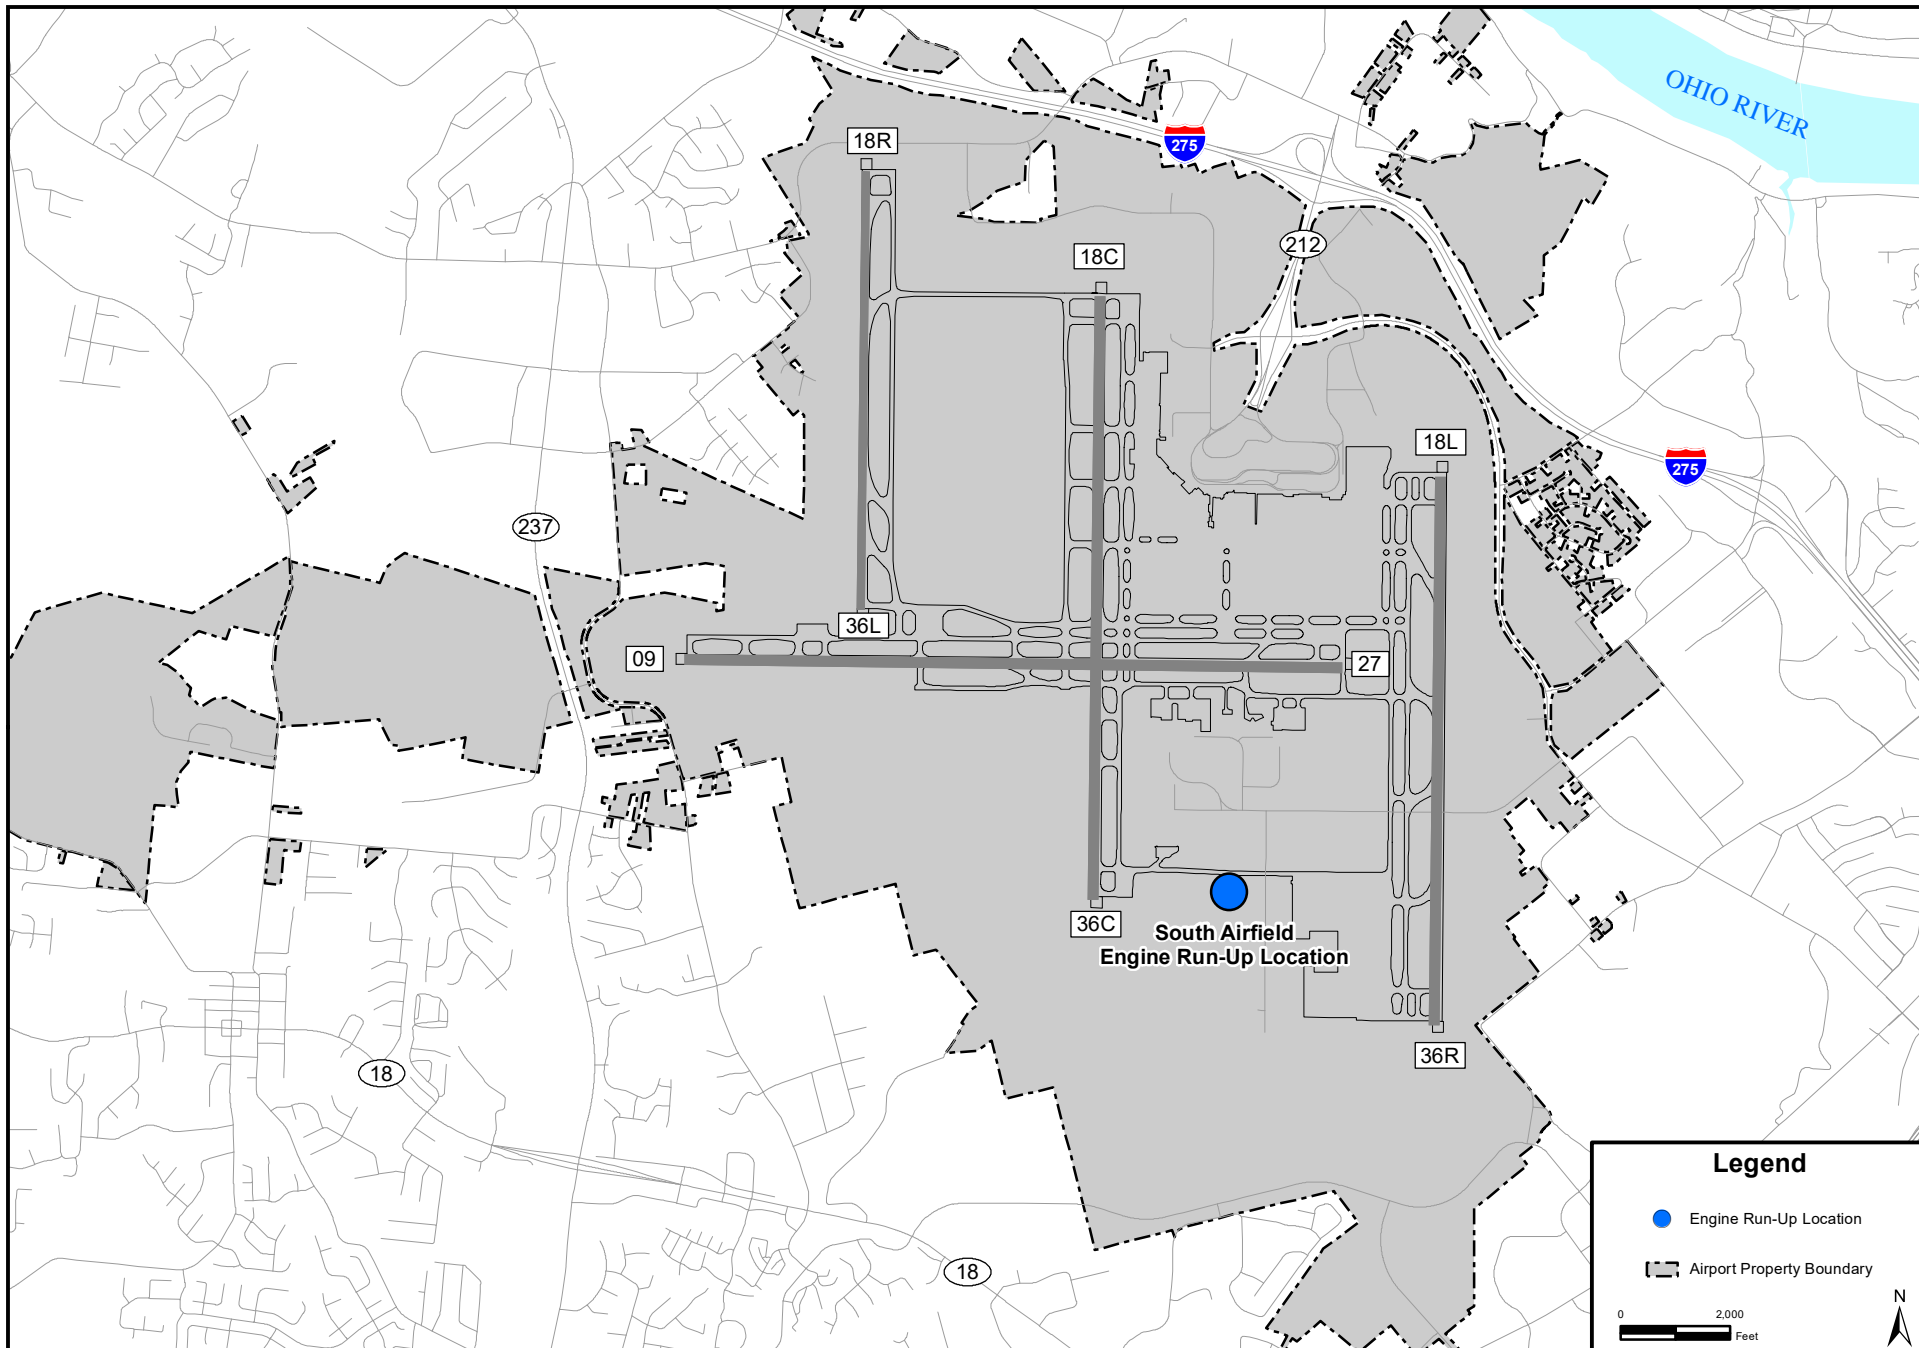 OHIO RIVER
275
18R
212
18C
18L
275
237
36L
09
27
36C
South Airfield
Engine Run-Up Location
36R
18
18
Legend
Engine Run-Up Location
Airport Property Boundary
0 2,000
Feet
N